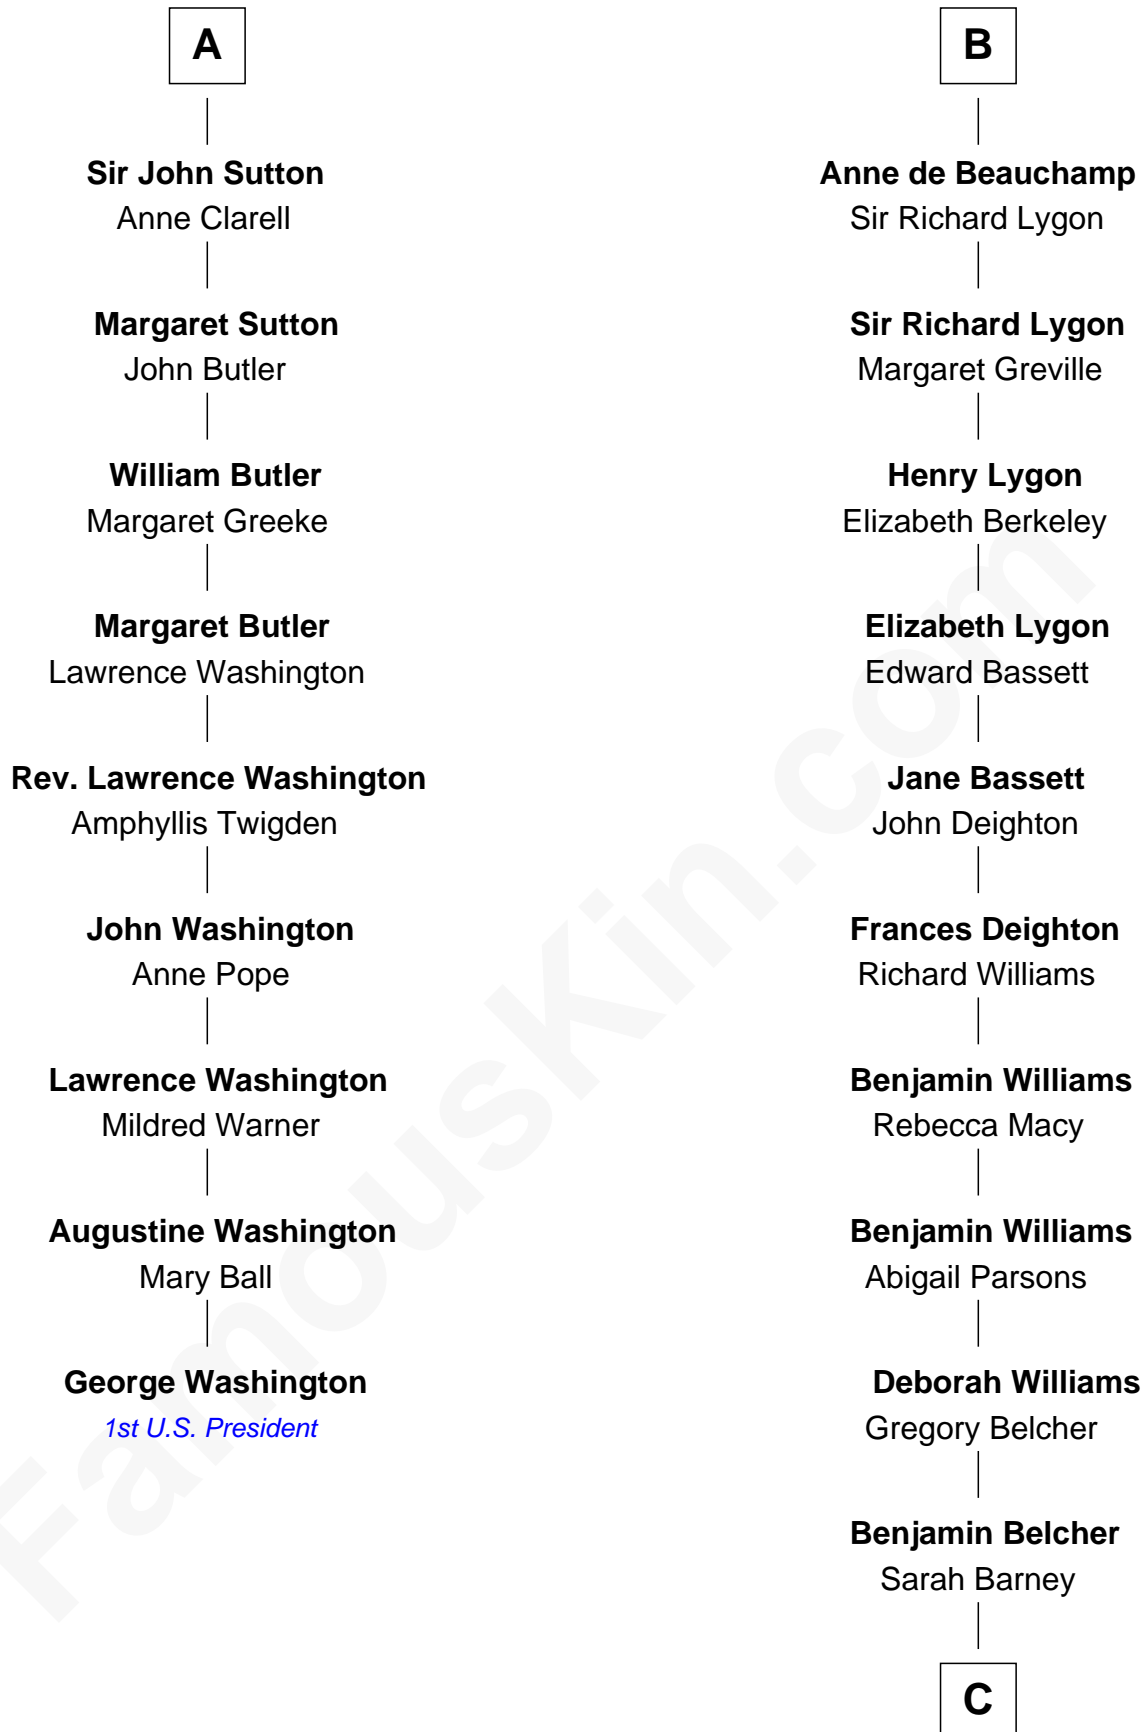 A
Sir John Sutton
Anne Clarell
Margaret Sutton
John Butler
William Butler
Margaret Greeke
Margaret Butler
Lawrence Washington
Rev. Lawrence Washington
Amphyllis Twigden
John Washington
Anne Pope
Lawrence Washington
Mildred Warner
Augustine Washington
Mary Ball
George Washington
1st U.S. President
B
Anne de Beauchamp
Sir Richard Lygon
Sir Richard Lygon
Margaret Greville
Henry Lygon
Elizabeth Berkeley
Elizabeth Lygon
Edward Bassett
Jane Bassett
John Deighton
Frances Deighton
Richard Williams
Benjamin Williams
Rebecca Macy
Benjamin Williams
Abigail Parsons
Deborah Williams
Gregory Belcher
Benjamin Belcher
Sarah Barney
C
FamousKin.com